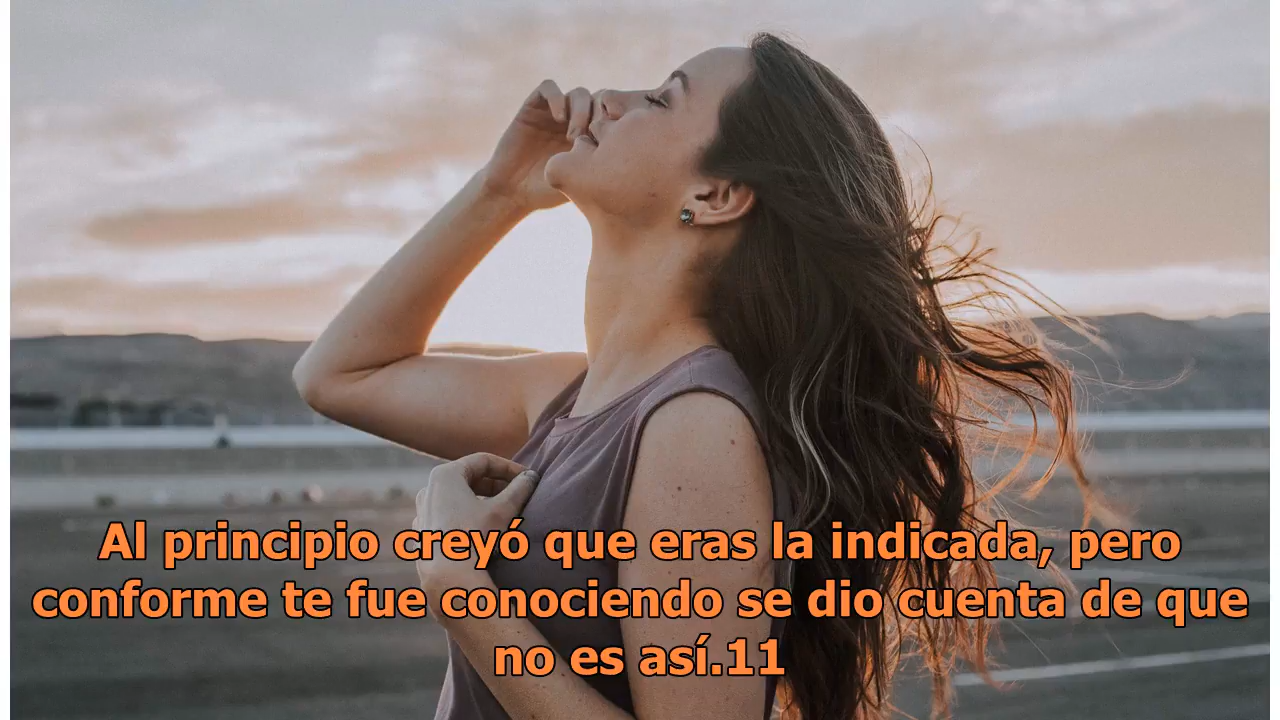 Al principio creyó que eras la indicada, pero
conforme te fue conociendo se dio cuenta de que
no es así.11